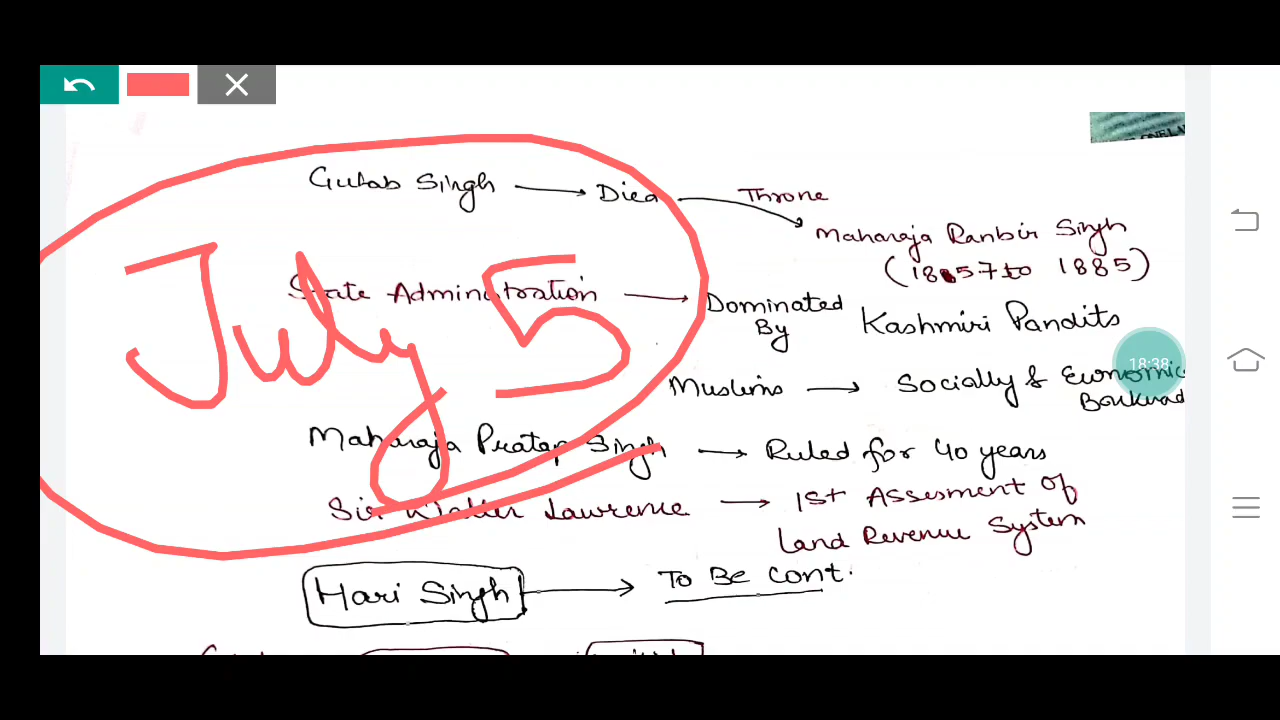 Gulab Singh → Died → Throne
Maharaja Ranbir Singh
(1857 to 1885)
July 5
State Administration → Dominated By Kashmiri Pandits
18:38
Muslims → Socially & Economic
Maharaja Pratap Singh → Ruled for 40 years
Sir Walter Lawrence → 1st Assesment of
Land Revenue System
Hari Singh → To Be Cont.